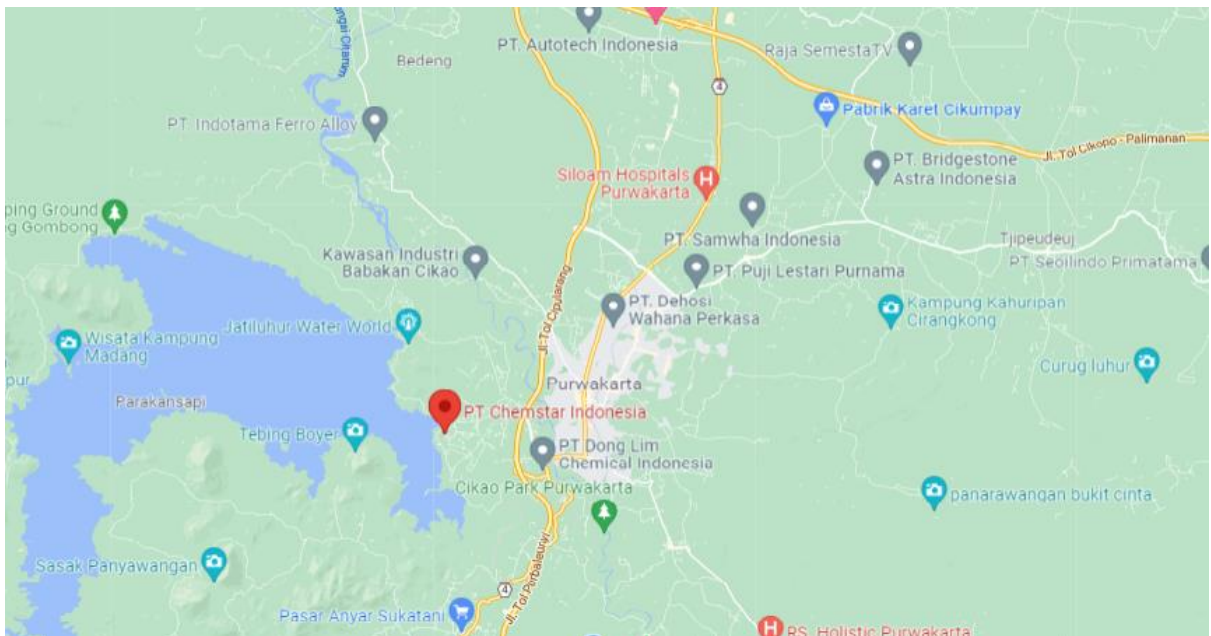 PT. Autotech Indonesia
Raja SemestaTV
Bedeng
4
Pabrik Karet Cikumpay
PT. Indotama Ferro Alloy
Jl. Tol Cikopo - Palimanan
Siloam Hospitals
Purwakarta
PT. Bridgestone
Astra Indonesia
ping Ground
g Gombong
PT. Samwha Indonesia
Tjipeudeuj
Kawasan Industri
Babakan Cikao
PT. Puji Lestari Purnama
PT. Seoilindo Primatama
Jl. Tol Cipularang
PT. Dehosi
Wahana Perkasa
Kampung Kahuripan
Cirangkong
Jatiluhur Water World
Wisata Kampung
Madang
pur
Curug luhur
Purwakarta
Parakansapi
PT Chemstar Indonesia
Tebing Boyer
PT Dong Lim
Chemical Indonesia
Cikao Park Purwakarta
panarawangan bukit cinta
Sasak Panyawangan
4
Jl. Tol Purbaleunyi
Pasar Anyar Sukatani
RS. Holistic Purwakarta